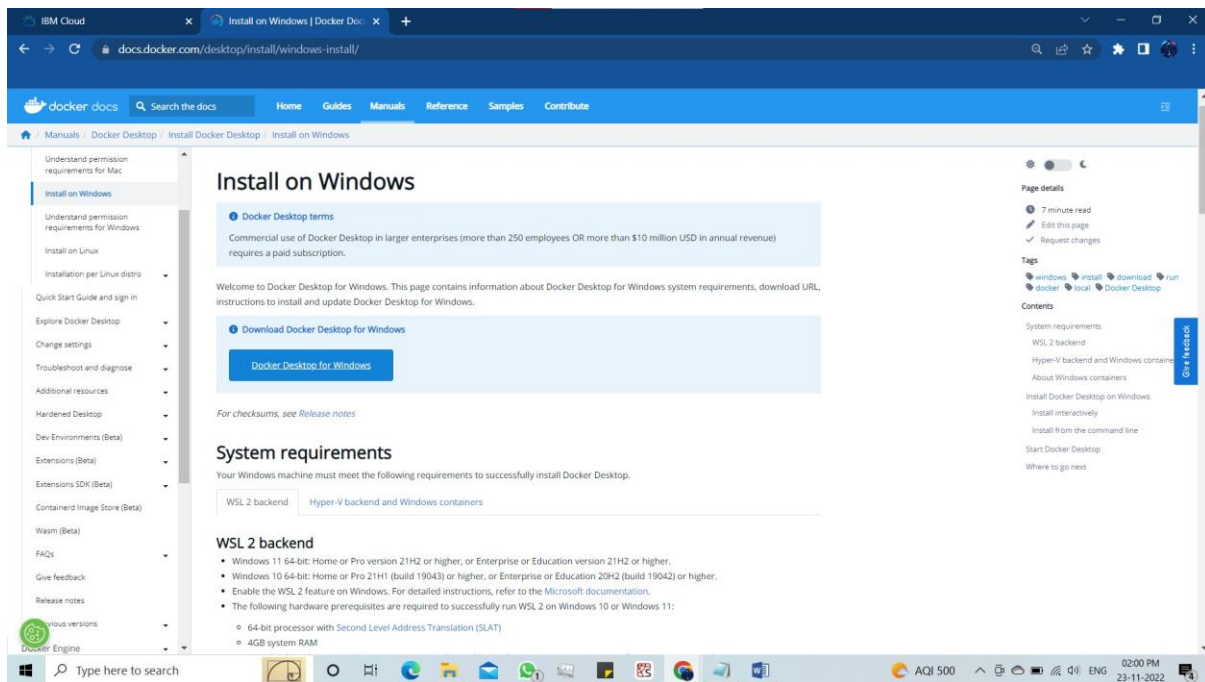 IBM Cloud
Install on Windows | Docker Doc
docs.docker.com/desktop/install/windows-install/
docker docs
Search the docs
Home Guides Manuals Reference Samples Contribute
/ Manuals / Docker Desktop / Install Docker Desktop / Install on Windows
Understand permission
requirements for Mac
Install on Windows
Understand permission
requirements for Windows
Install on Linux
Installation per Linux distro
Quick Start Guide and sign in
Explore Docker Desktop
Change settings
Troubleshoot and diagnose
Additional resources
Hardened Desktop
Dev Environments (Beta)
Extensions (Beta)
Extensions SDK (Beta)
Containerd Image Store (Beta)
Wasm (Beta)
FAQs
Give feedback
Release notes
vious versions
Docker Engine
Install on Windows
Docker Desktop terms
Commercial use of Docker Desktop in larger enterprises (more than 250 employees OR more than $10 million USD in annual revenue)
requires a paid subscription.
Welcome to Docker Desktop for Windows. This page contains information about Docker Desktop for Windows system requirements, download URL,
instructions to install and update Docker Desktop for Windows.
Download Docker Desktop for Windows
Docker Desktop for Windows
For checksums, see Release notes
System requirements
Your Windows machine must meet the following requirements to successfully install Docker Desktop.
WSL 2 backend Hyper-V backend and Windows containers
WSL 2 backend
• Windows 11 64-bit: Home or Pro version 21H2 or higher, or Enterprise or Education version 21H2 or higher.
• Windows 10 64-bit: Home or Pro 21H1 (build 19043) or higher, or Enterprise or Education 20H2 (build 19042) or higher.
• Enable the WSL 2 feature on Windows. For detailed instructions, refer to the Microsoft documentation.
• The following hardware prerequisites are required to successfully run WSL 2 on Windows 10 or Windows 11:
64-bit processor with Second Level Address Translation (SLAT)
4GB system RAM
Page details
7 minute read
Edit this page
Request changes
Tags
windows install download run
docker local Docker Desktop
Contents
System requirements
WSL 2 backend
Hyper-V backend and Windows containe
About Windows containers
Install Docker Desktop on Windows
Install interactively
Install from the command line
Start Docker Desktop
Where to go next
Give feedback
Type here to search
AQI 500
ENG
02:00 PM
23-11-2022